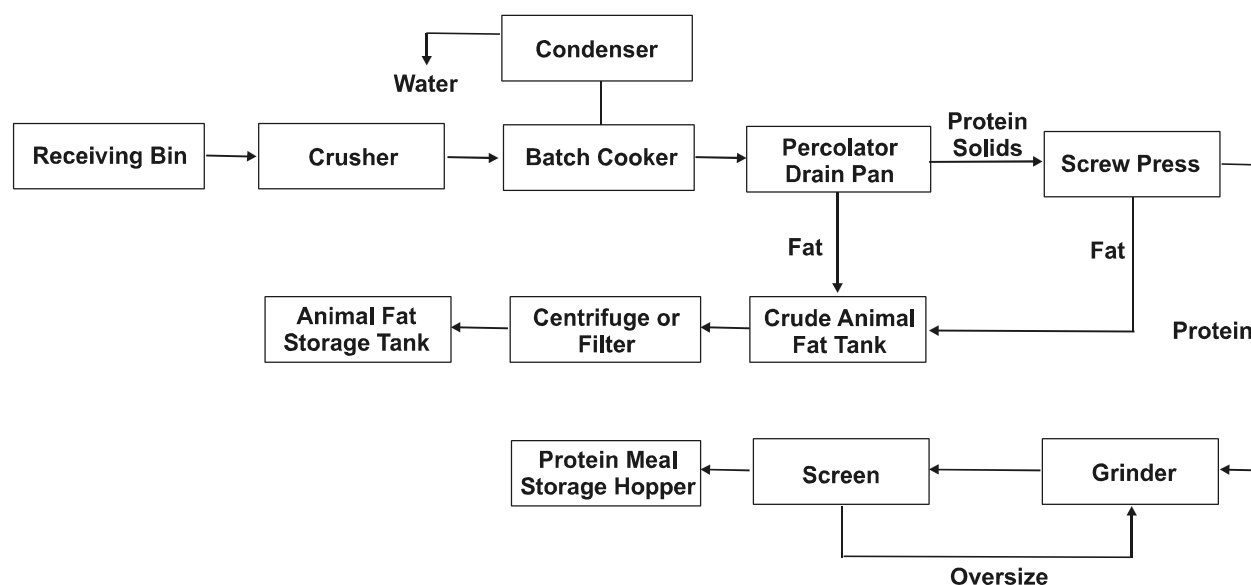 Condenser
Water
Receiving Bin
Crusher
Batch Cooker
Percolator
Drain Pan
Protein
Solids
Screw Press
Fat
Fat
Animal Fat
Storage Tank
Centrifuge or
Filter
Crude Animal
Fat Tank
Protein
Protein Meal
Storage Hopper
Screen
Grinder
Oversize